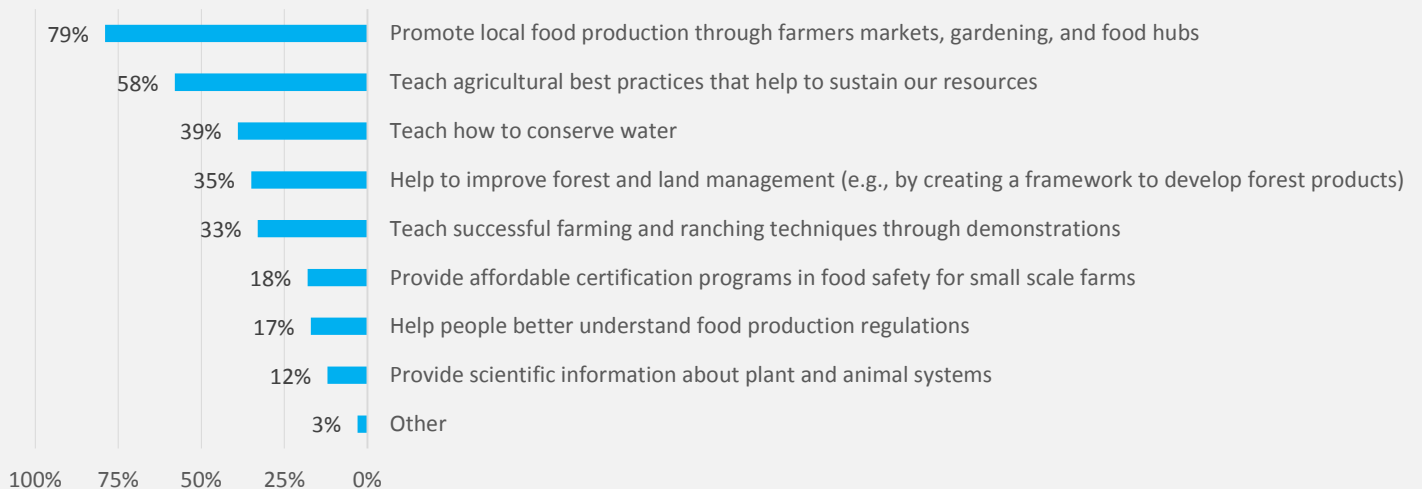 79% Promote local food production through farmers markets, gardening, and food hubs
58% Teach agricultural best practices that help to sustain our resources
39% Teach how to conserve water
35% Help to improve forest and land management (e.g., by creating a framework to develop forest products)
33% Teach successful farming and ranching techniques through demonstrations
18% Provide affordable certification programs in food safety for small scale farms
17% Help people better understand food production regulations
12% Provide scientific information about plant and animal systems
3% Other
100% 75% 50% 25% 0%